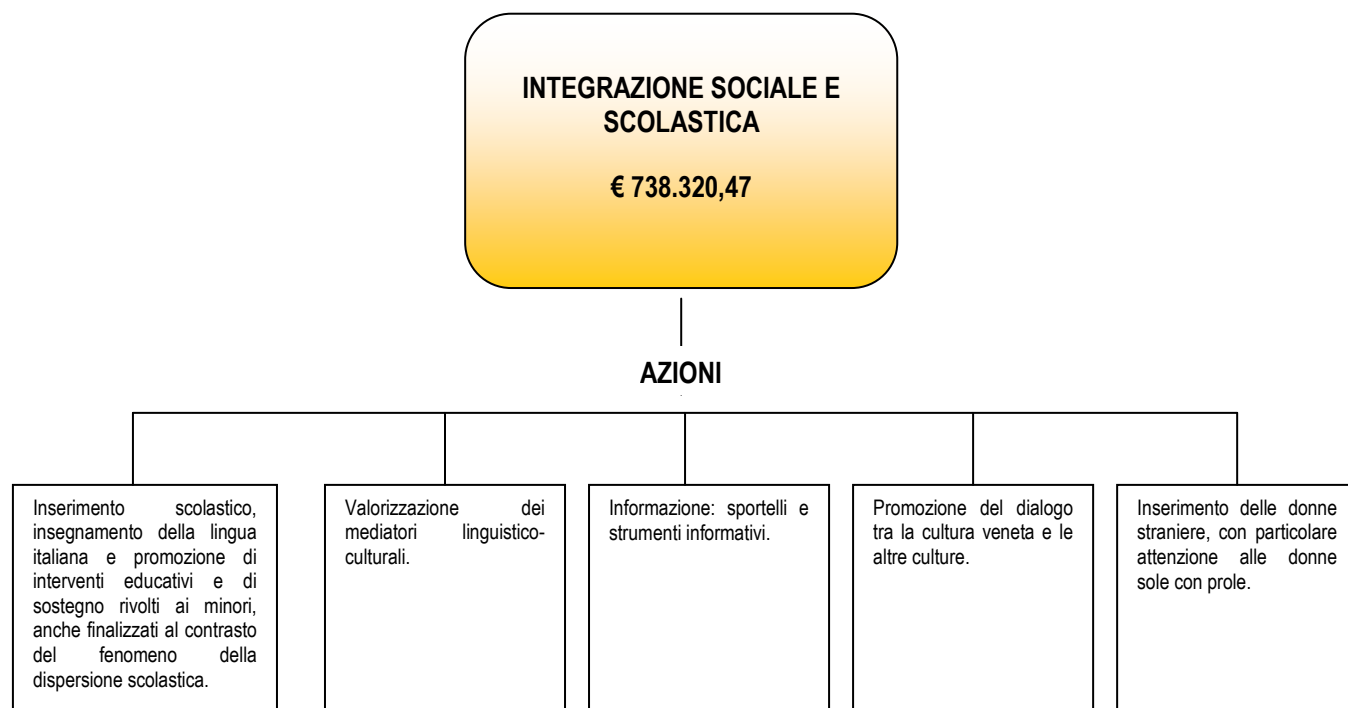 INTEGRAZIONE SOCIALE E
SCOLASTICA
€ 738.320,47
AZIONI
Inserimento scolastico,
insegnamento della lingua
italiana e promozione di
interventi educativi e di
sostegno rivolti ai minori,
anche finalizzati al contrasto
del fenomeno della
dispersione scolastica.
Valorizzazione dei
mediatori linguistico-
culturali.
Informazione: sportelli e
strumenti informativi.
Promozione del dialogo
tra la cultura veneta e le
altre culture.
Inserimento delle donne
straniere, con particolare
attenzione alle donne
sole con prole.